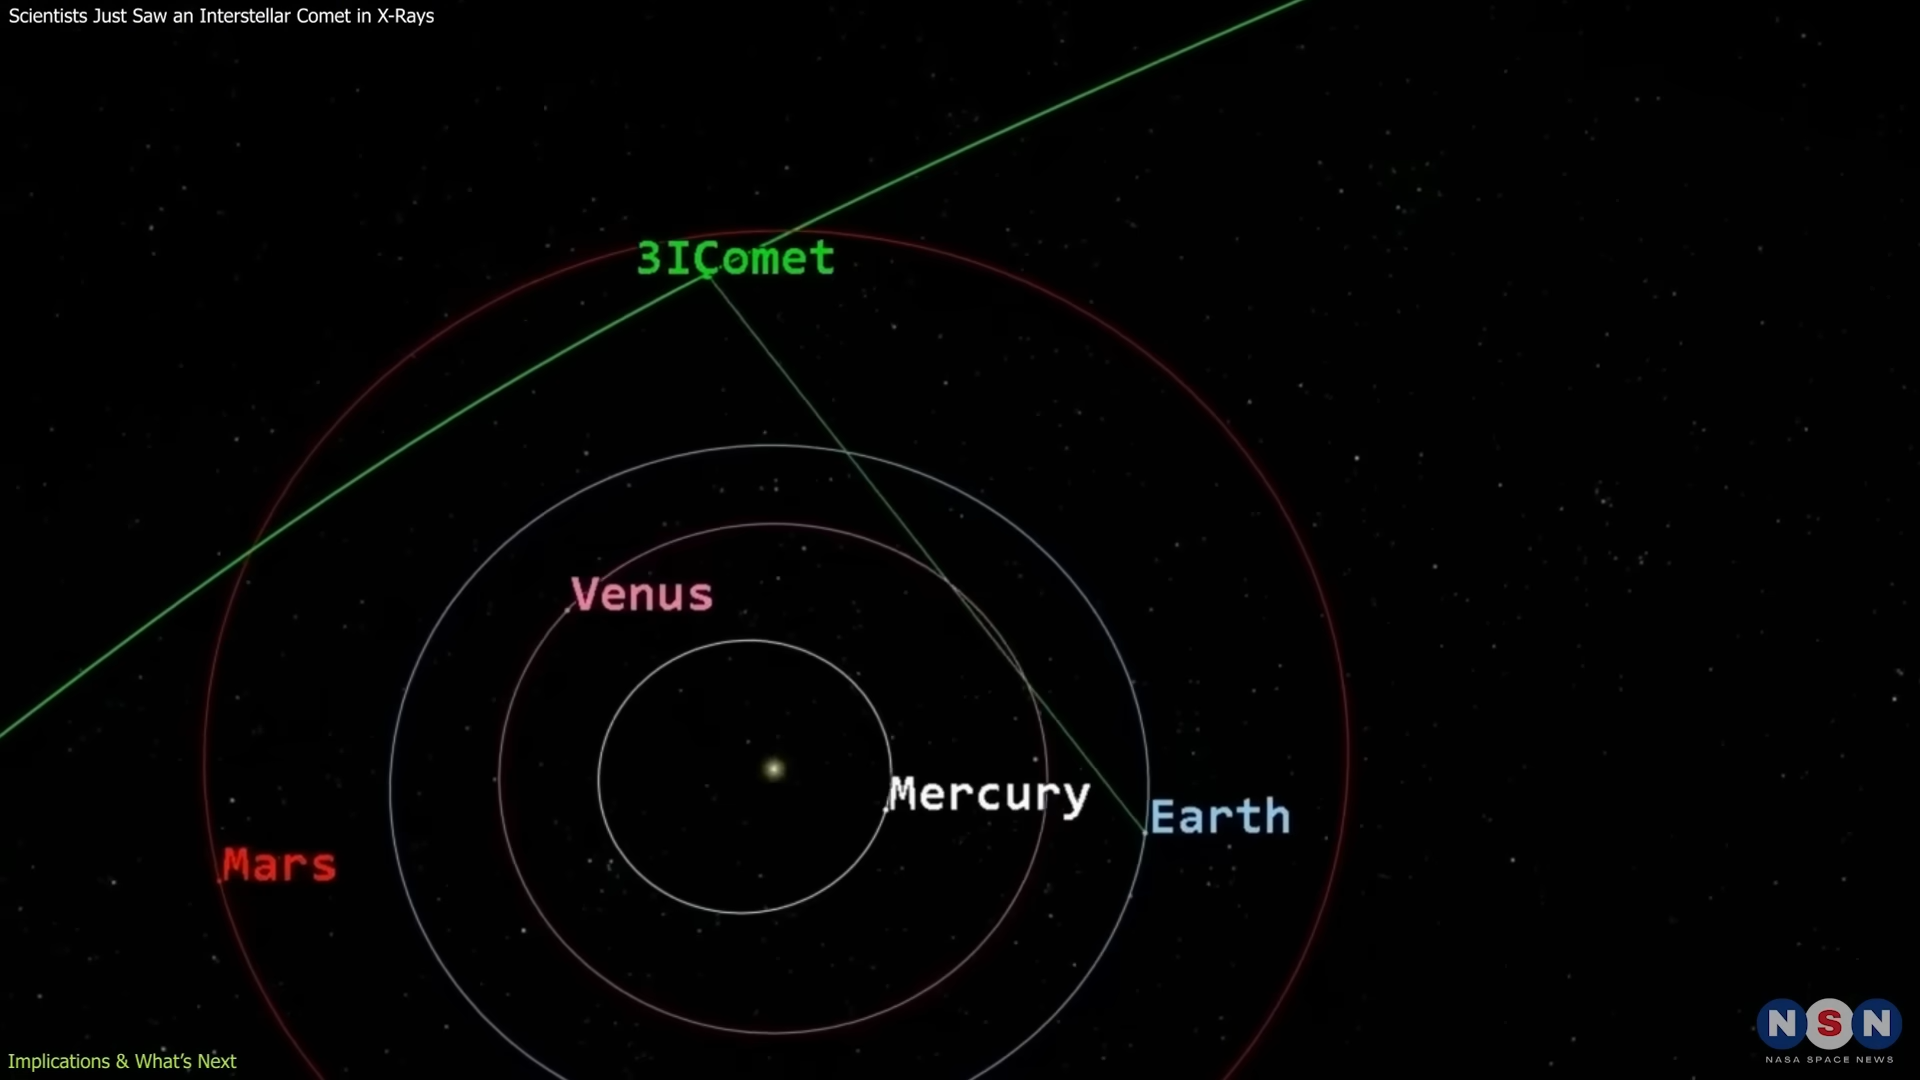 Scientists Just Saw an Interstellar Comet in X-Rays
3IComet
Venus
Mercury
Earth
Mars
Implications & What's Next
NSN
NASA SPACE NEWS